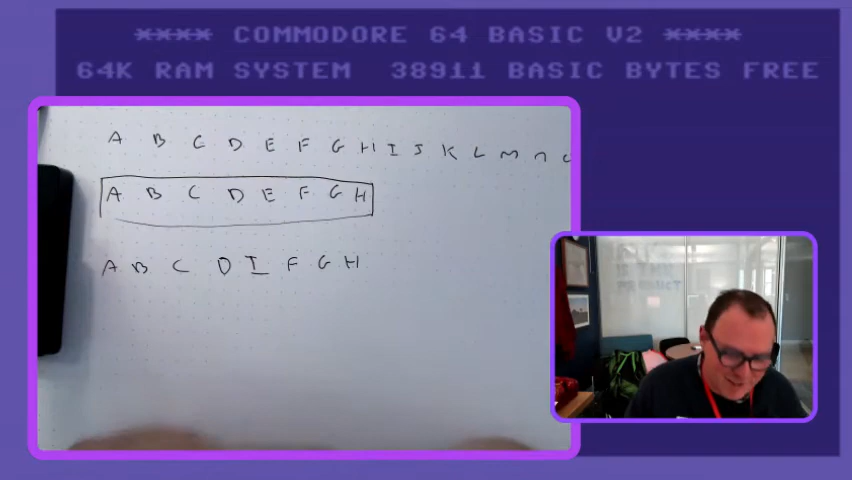 **** COMMODORE 64 BASIC V2 ****
64K RAM SYSTEM 38911 BASIC BYTES FREE
A B C D E F G H I J K L M n
A B C D E F G H
A B C D I F G H